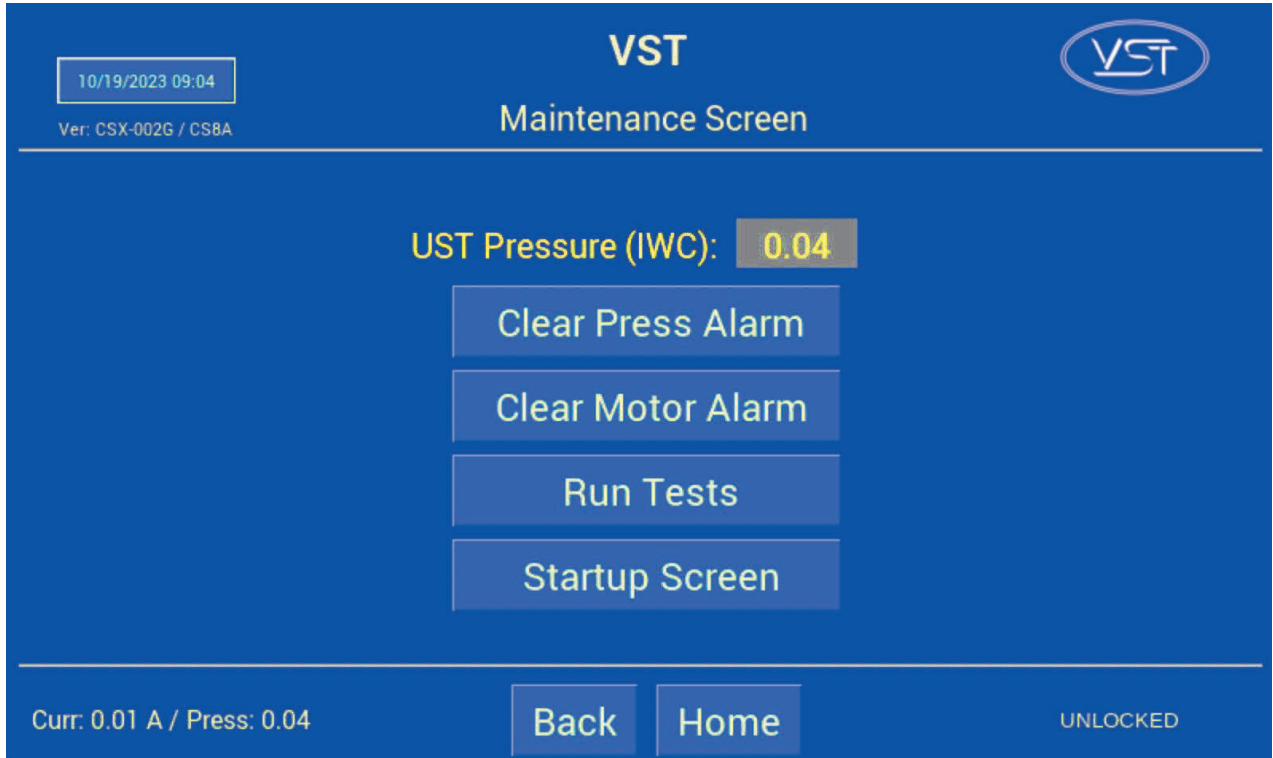 VST
VST
10/19/2023 09:04
Ver: CSX-002G / CS8A
Maintenance Screen
UST Pressure (IWC): 0.04
Clear Press Alarm
Clear Motor Alarm
Run Tests
Startup Screen
Curr: 0.01 A / Press: 0.04
Back
Home
UNLOCKED